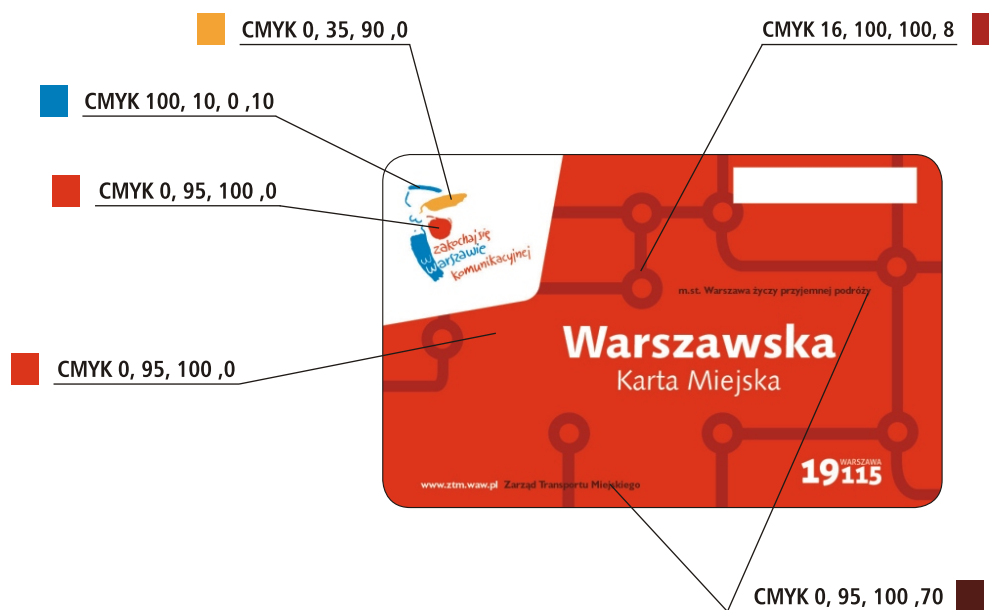 CMYK 0, 35, 90 ,0
CMYK 16, 100, 100, 8
CMYK 100, 10, 0 ,10
CMYK 0, 95, 100 ,0
zakochaj się
w
warszawie
komunikacyjnej
m.st. Warszawa życzy przyjemnej podróży
Warszawska
Karta Miejska
CMYK 0, 95, 100 ,0
19 WARSZAWA
115
www.ztm.waw.pl Zarząd Transportu Miejskiego
CMYK 0, 95, 100 ,70